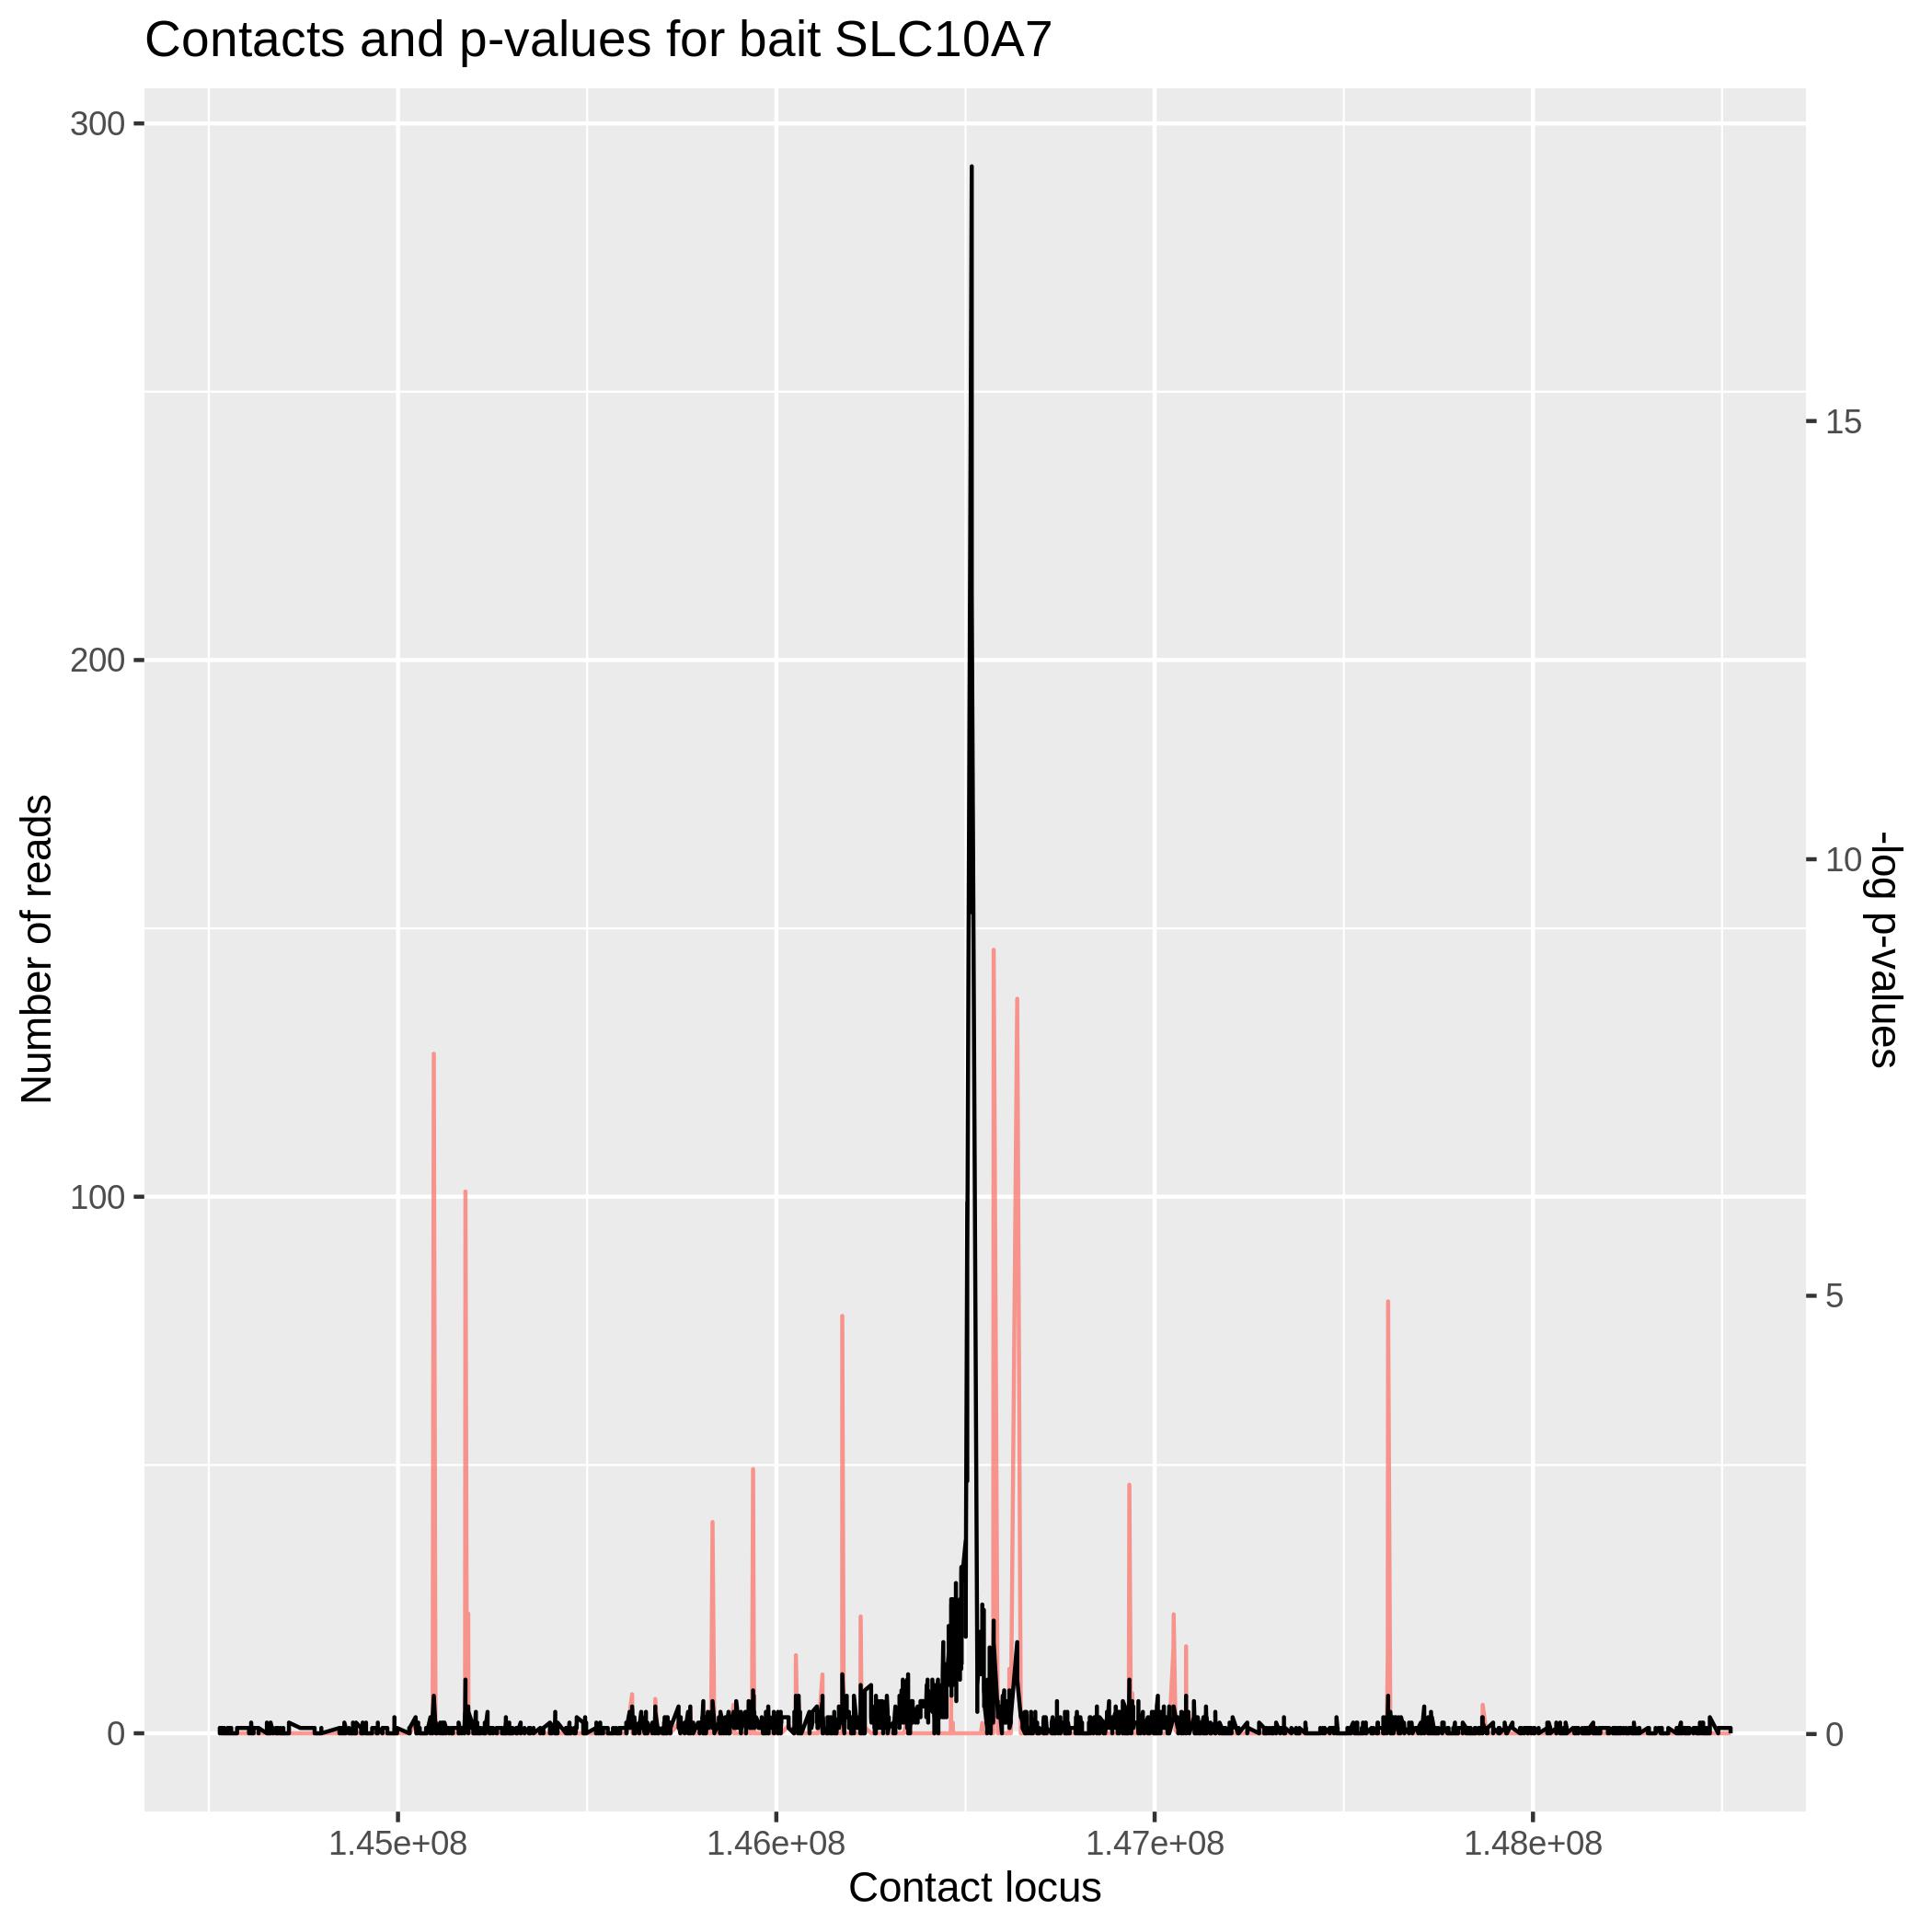 Contacts and p-values for bait SLC10A7
300
200
100
0
Number of reads
15
10
5
0
-log p-values
1.45e+08
1.46e+08
1.47e+08
1.48e+08
Contact locus